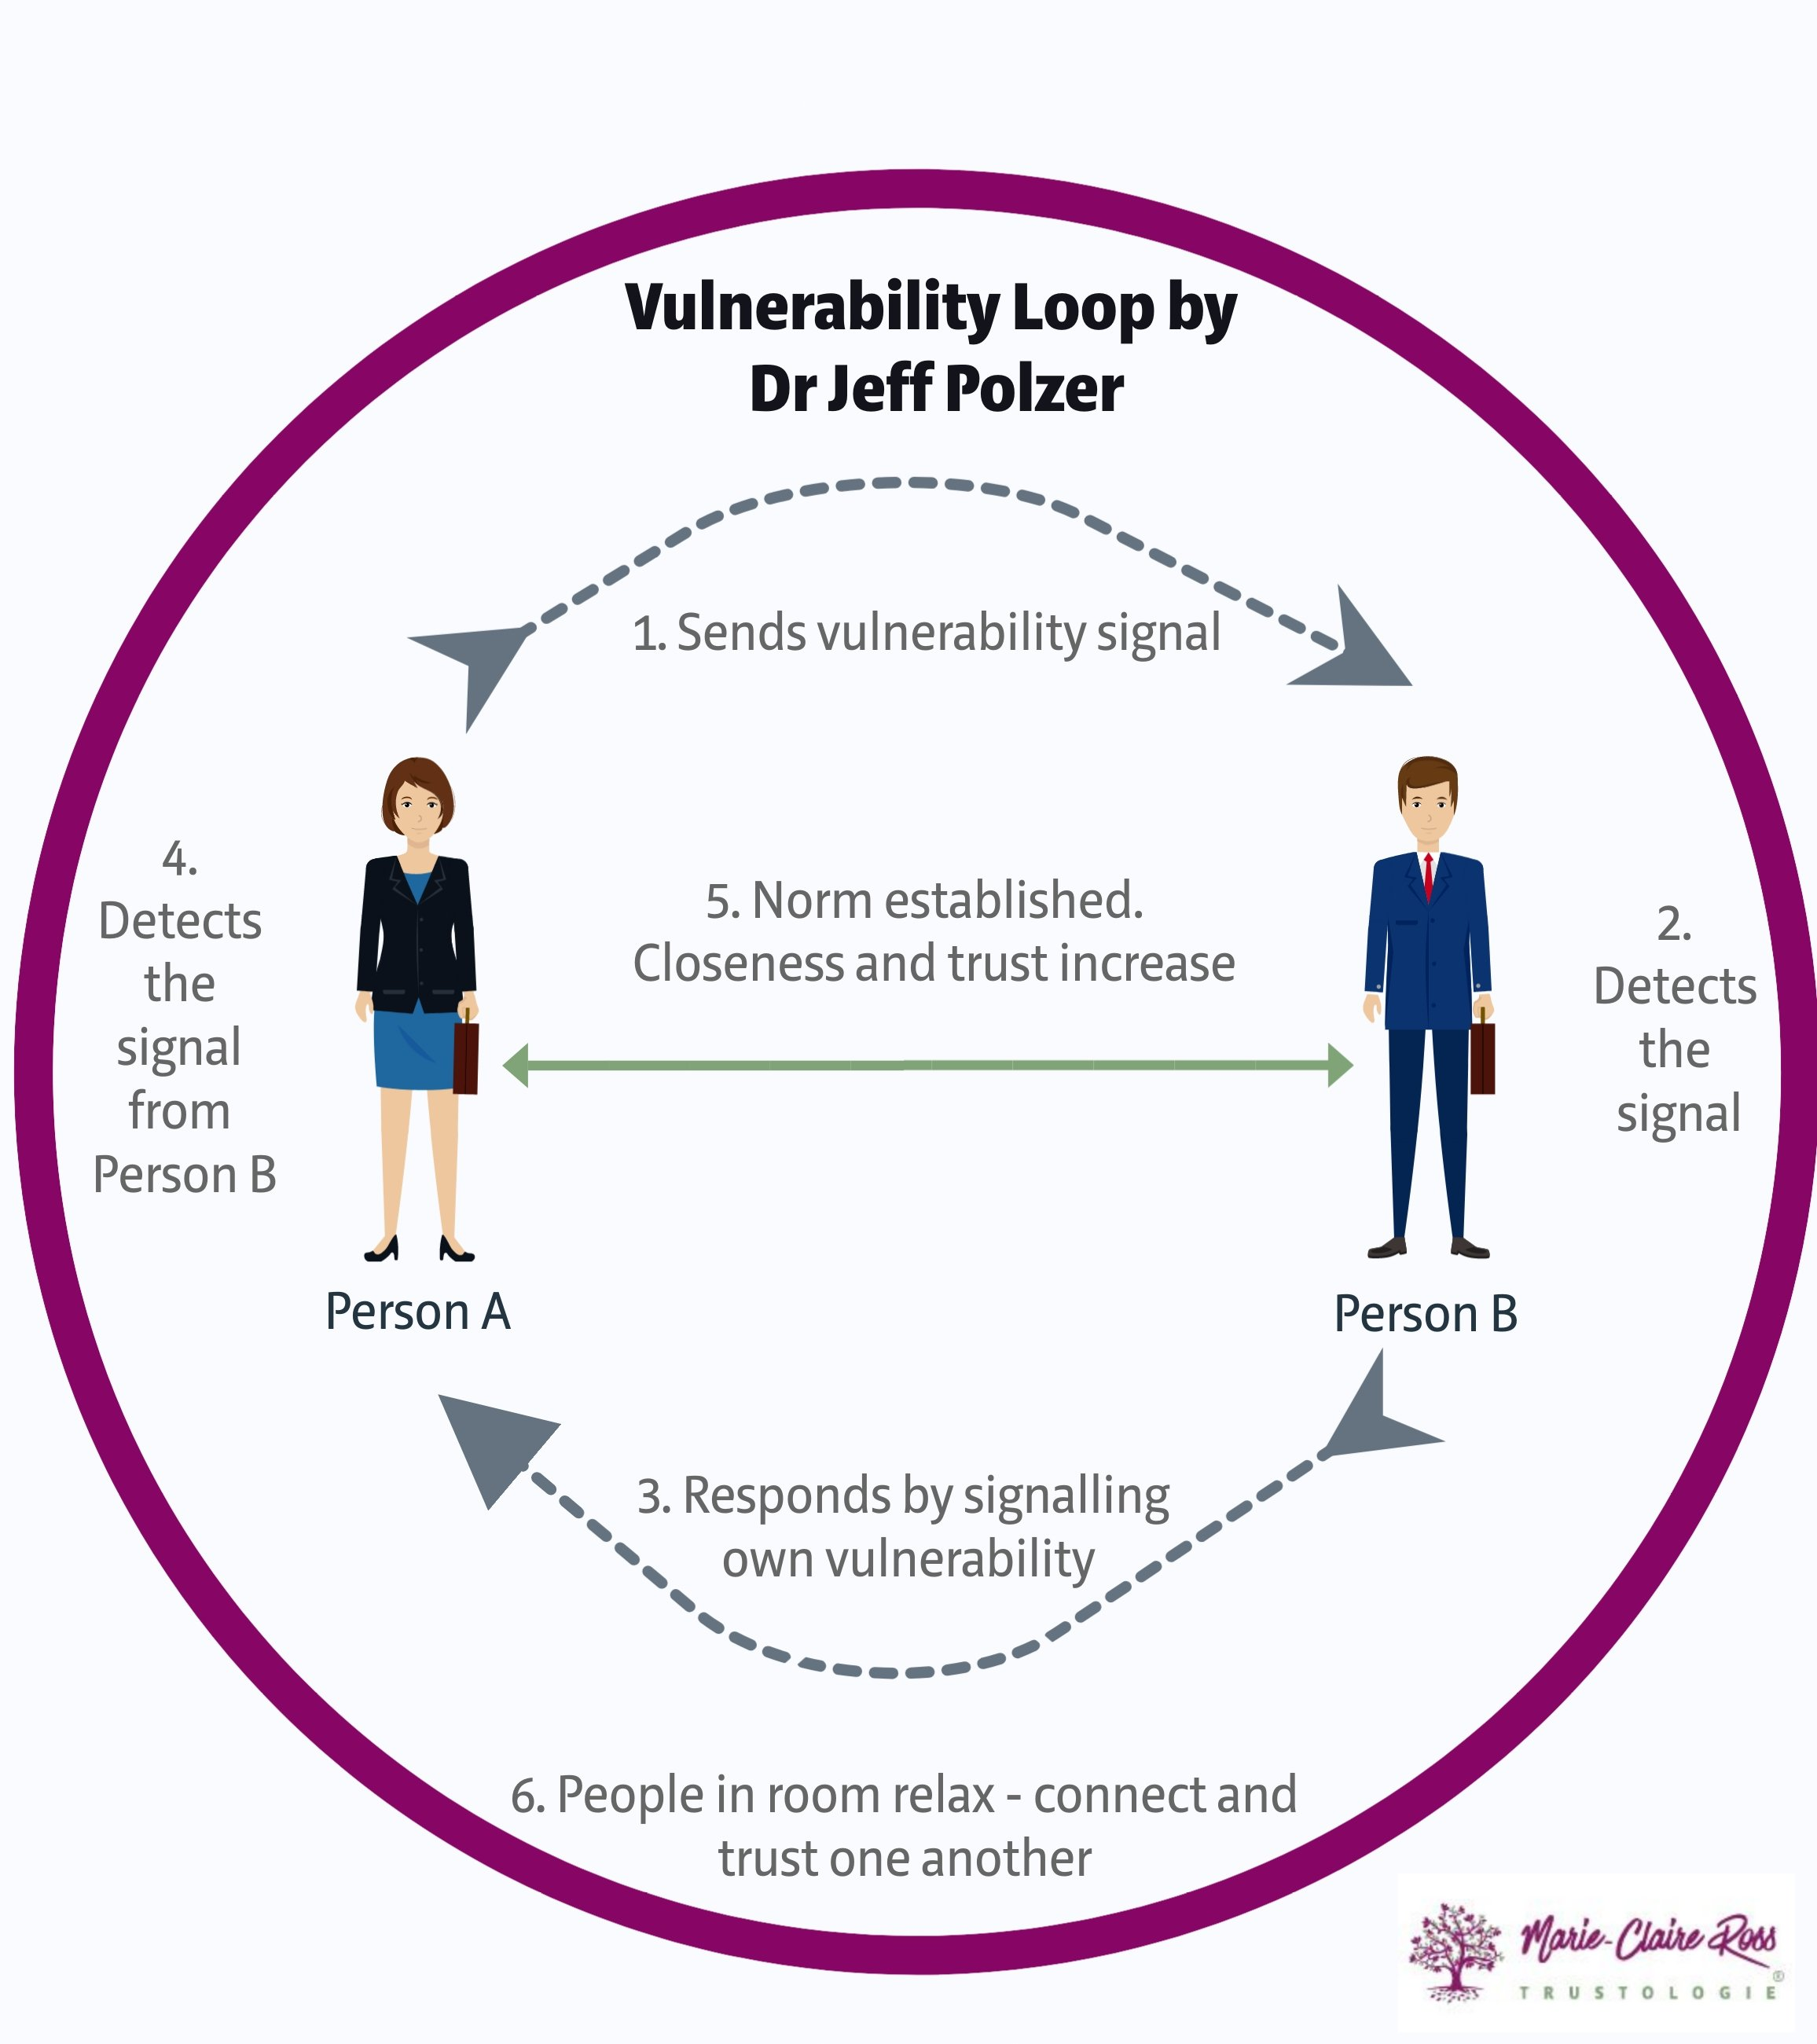 Vulnerability Loop by
Dr Jeff Polzer
1. Sends vulnerability signal
4.
Detects
the
signal
from
Person B
5. Norm established.
Closeness and trust increase
2.
Detects
the
signal
Person A
Person B
3. Responds by signalling
own vulnerability
6. People in room relax - connect and
trust one another
Marie-Claire Ross
®
TRUSTOLOGIE